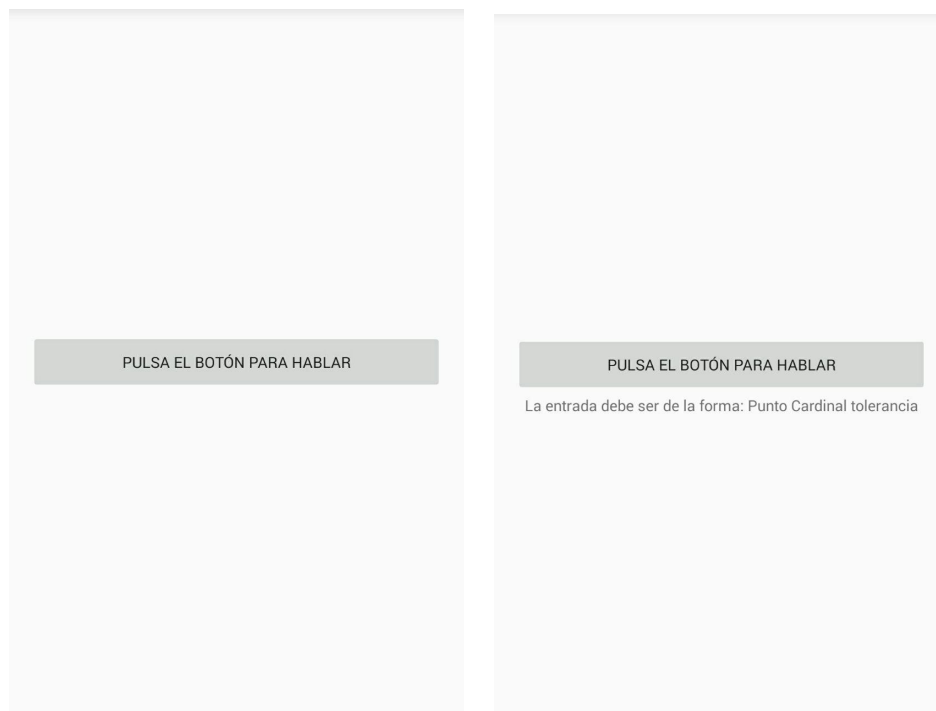 PULSA EL BOTÓN PARA HABLAR
PULSA EL BOTÓN PARA HABLAR
La entrada debe ser de la forma: Punto Cardinal tolerancia